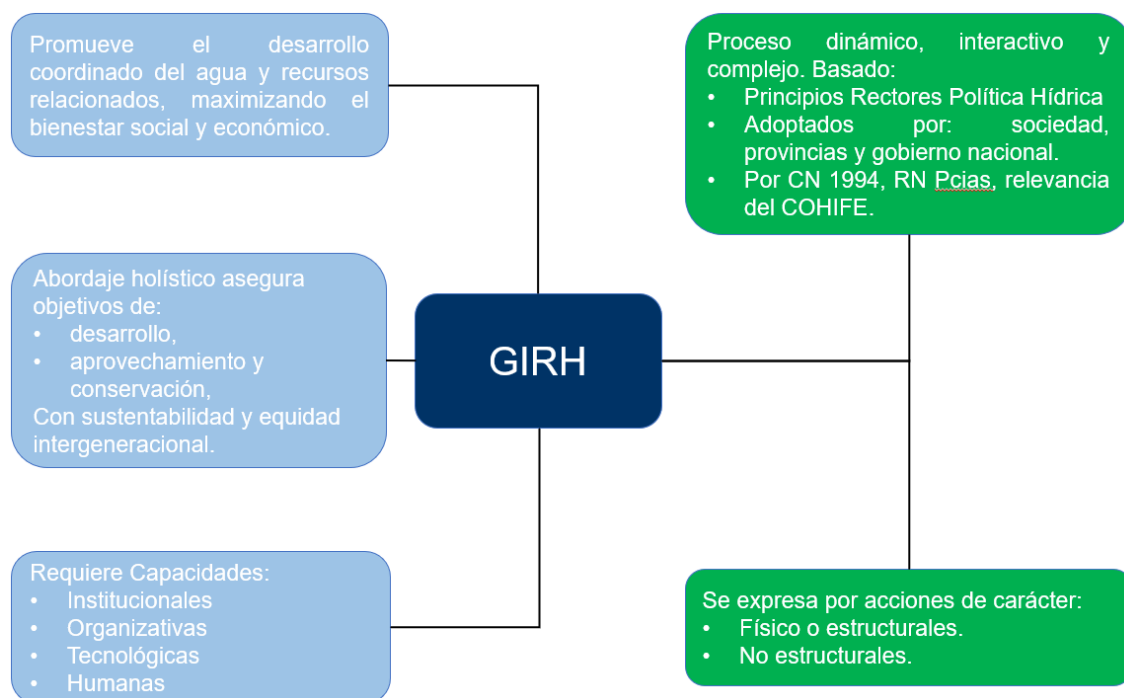 Promueve el desarrollo
coordinado del agua y recursos
relacionados, maximizando el
bienestar social y económico.
Abordaje holístico asegura
objetivos de:
• desarrollo,
• aprovechamiento y
conservación,
Con sustentabilidad y equidad
intergeneracional.
Requiere Capacidades:
• Institucionales
• Organizativas
• Tecnológicas
• Humanas
GIRH
Proceso dinámico, interactivo y
complejo. Basado:
• Principios Rectores Política Hídrica
• Adoptados por: sociedad,
provincias y gobierno nacional.
• Por CN 1994, RN Pcias, relevancia
del COHIFE.
Se expresa por acciones de carácter:
• Físico o estructurales.
• No estructurales.